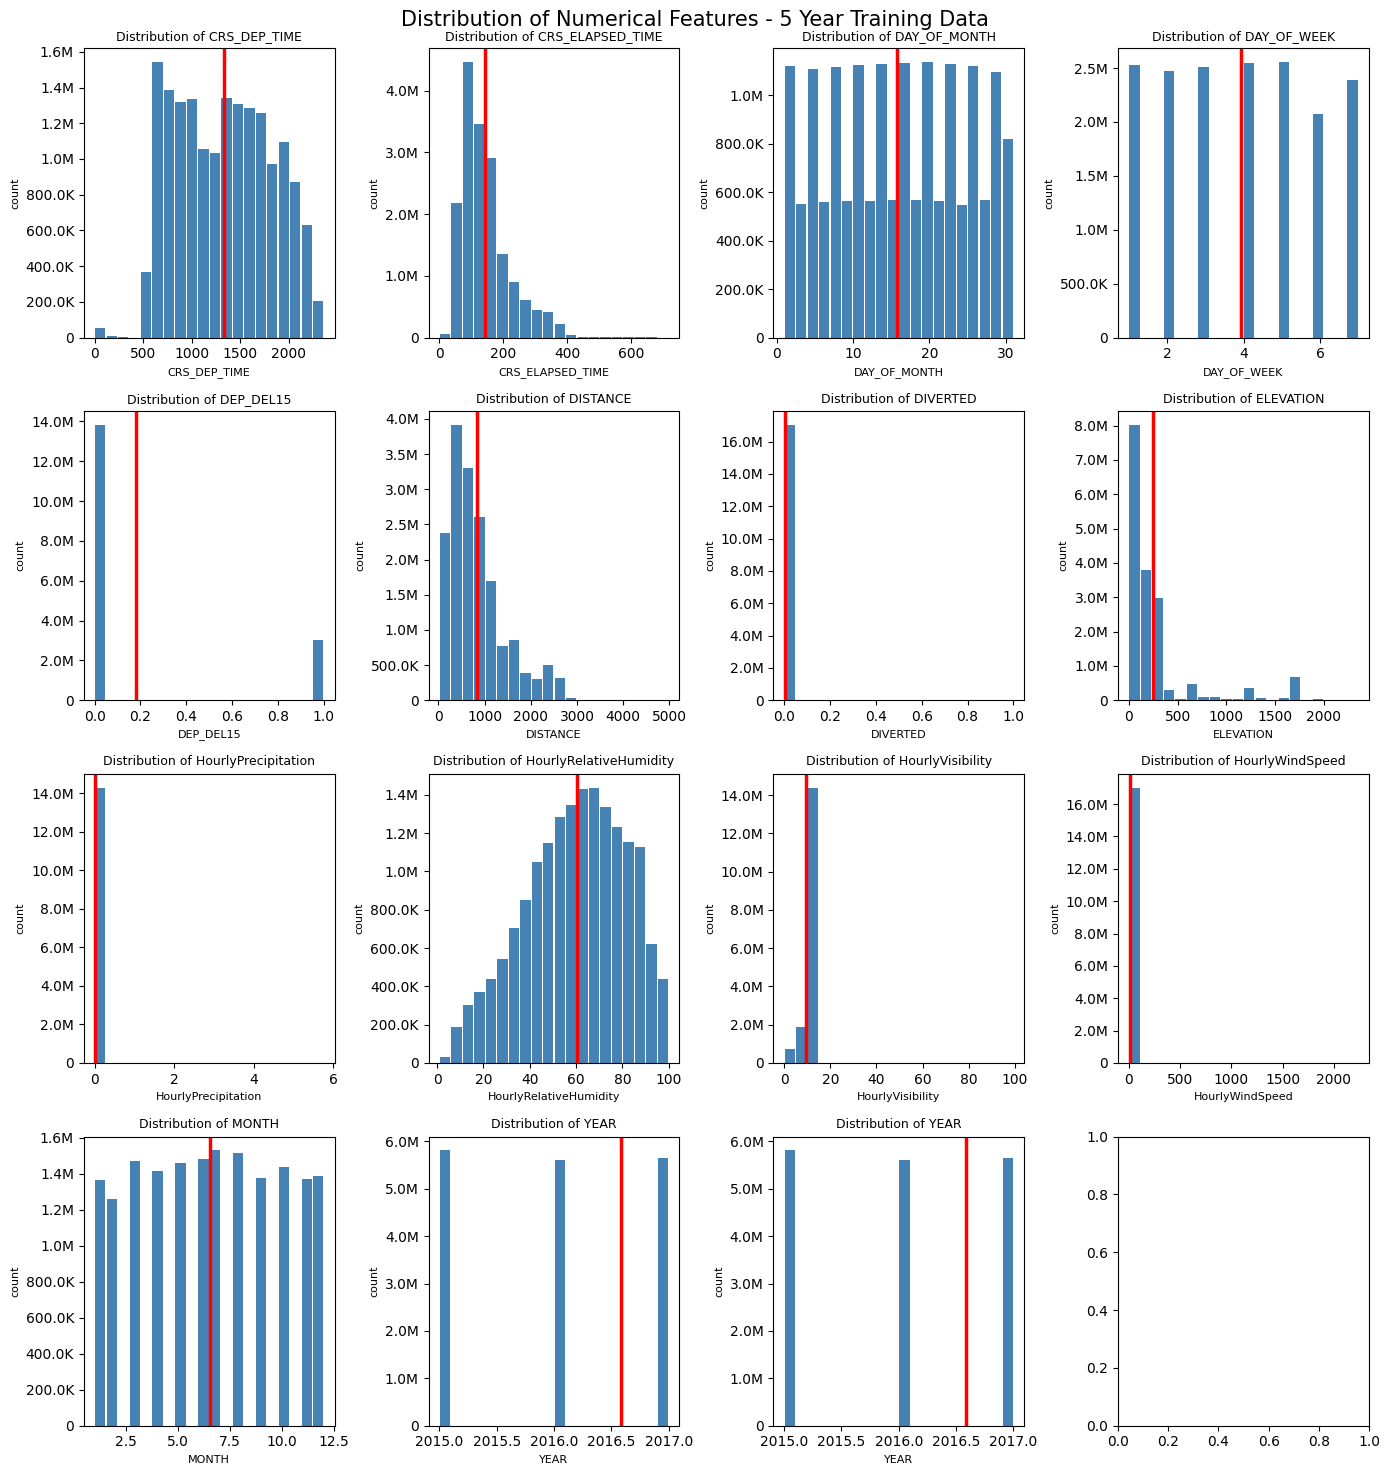 Distribution of Numerical Features - 5 Year Training Data
Distribution of CRS_DEP_TIME
count
1.6M
1.4M
1.2M
1.0M
800.0K
600.0K
400.0K
200.0K
0
0 500 1000 1500 2000
CRS_DEP_TIME
Distribution of CRS_ELAPSED_TIME
count
4.0M
3.0M
2.0M
1.0M
0
0 200 400 600
CRS_ELAPSED_TIME
Distribution of DAY_OF_MONTH
count
1.0M
800.0K
600.0K
400.0K
200.0K
0
0 10 20 30
DAY_OF_MONTH
Distribution of DAY_OF_WEEK
count
2.5M
2.0M
1.5M
1.0M
500.0K
0
2 4 6
DAY_OF_WEEK
Distribution of DEP_DEL15
count
14.0M
12.0M
10.0M
8.0M
6.0M
4.0M
2.0M
0
0.0 0.2 0.4 0.6 0.8 1.0
DEP_DEL15
Distribution of DISTANCE
count
4.0M
3.5M
3.0M
2.5M
2.0M
1.5M
1.0M
500.0K
0
0 1000 2000 3000 4000 5000
DISTANCE
Distribution of DIVERTED
count
16.0M
14.0M
12.0M
10.0M
8.0M
6.0M
4.0M
2.0M
0
0.0 0.2 0.4 0.6 0.8 1.0
DIVERTED
Distribution of ELEVATION
count
8.0M
7.0M
6.0M
5.0M
4.0M
3.0M
2.0M
1.0M
0
0 500 1000 1500 2000
ELEVATION
Distribution of HourlyPrecipitation
count
14.0M
12.0M
10.0M
8.0M
6.0M
4.0M
2.0M
0
0 2 4 6
HourlyPrecipitation
Distribution of HourlyRelativeHumidity
count
1.4M
1.2M
1.0M
800.0K
600.0K
400.0K
200.0K
0
0 20 40 60 80 100
HourlyRelativeHumidity
Distribution of HourlyVisibility
count
14.0M
12.0M
10.0M
8.0M
6.0M
4.0M
2.0M
0
0 20 40 60 80 100
HourlyVisibility
Distribution of HourlyWindSpeed
count
16.0M
14.0M
12.0M
10.0M
8.0M
6.0M
4.0M
2.0M
0
0 500 1000 1500 2000
HourlyWindSpeed
Distribution of MONTH
count
1.6M
1.4M
1.2M
1.0M
800.0K
600.0K
400.0K
200.0K
0
2.5 5.0 7.5 10.0 12.5
MONTH
Distribution of YEAR
count
6.0M
5.0M
4.0M
3.0M
2.0M
1.0M
0
2015.0 2015.5 2016.0 2016.5 2017.0
YEAR
Distribution of YEAR
count
6.0M
5.0M
4.0M
3.0M
2.0M
1.0M
0
2015.0 2015.5 2016.0 2016.5 2017.0
YEAR
1.0
0.8
0.6
0.4
0.2
0.0
0.0 0.2 0.4 0.6 0.8 1.0